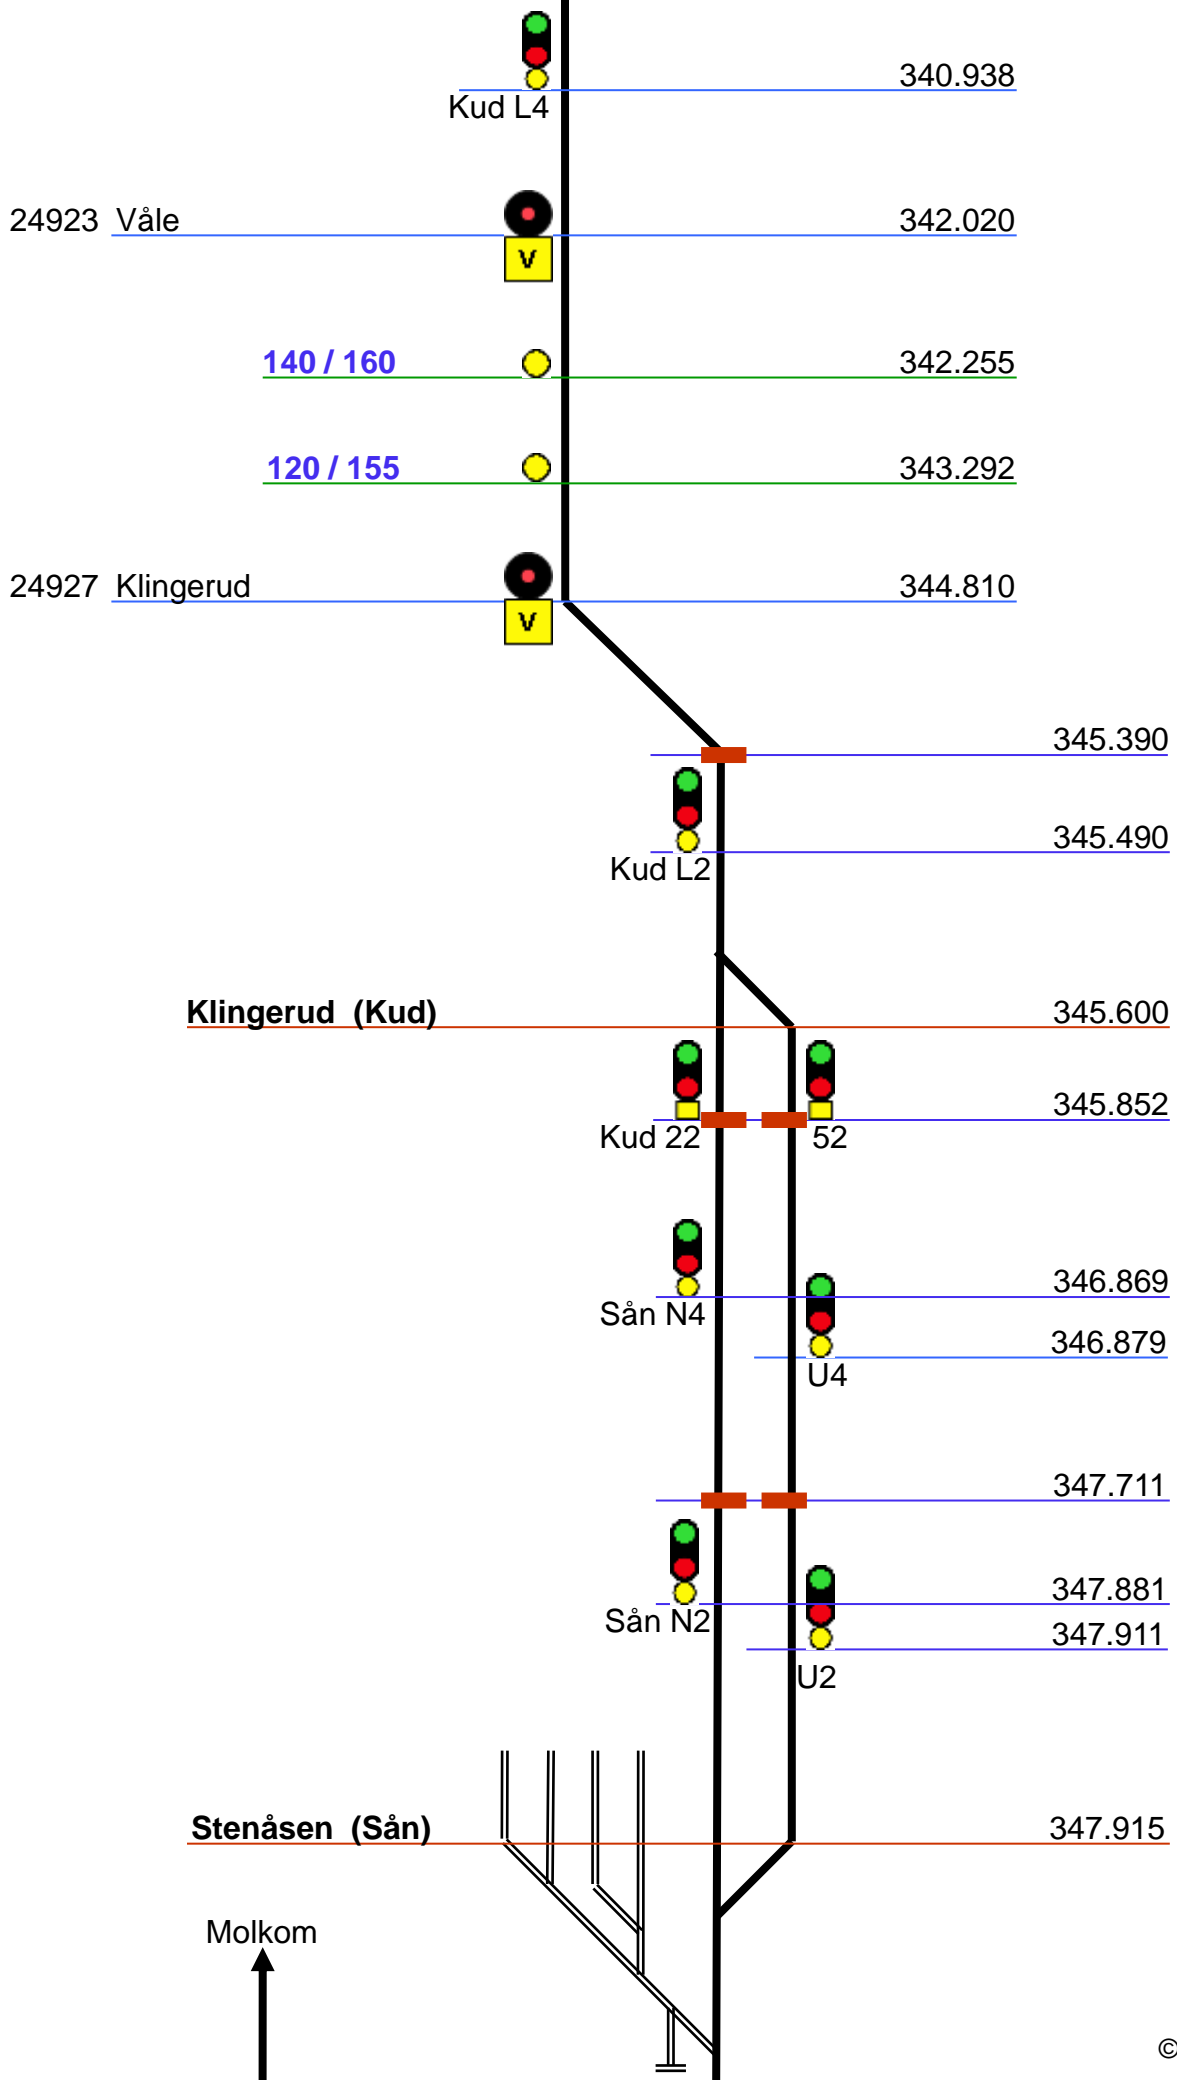 340.938
Kud L4
24923 Våle 342.020
V
140 / 160 342.255
120 / 155 343.292
24927 Klingerud 344.810
V
345.390
345.490
Kud L2
Klingerud (Kud) 345.600
345.852
Kud 22 52
346.869
Sån N4
346.879
U4
347.711
347.881
Sån N2 347.911
U2
Stenåsen (Sån) 347.915
Molkom
©